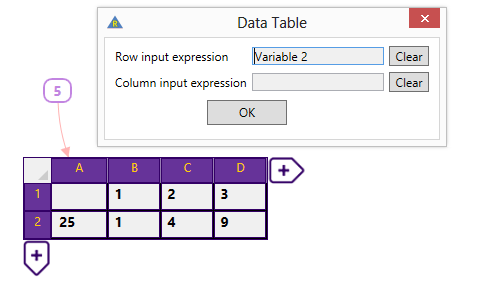 Data Table
Row input expression Variable 2 Clear
Column input expression Clear
OK
5
A B C D
1 1 2 3
2 25 1 4 9